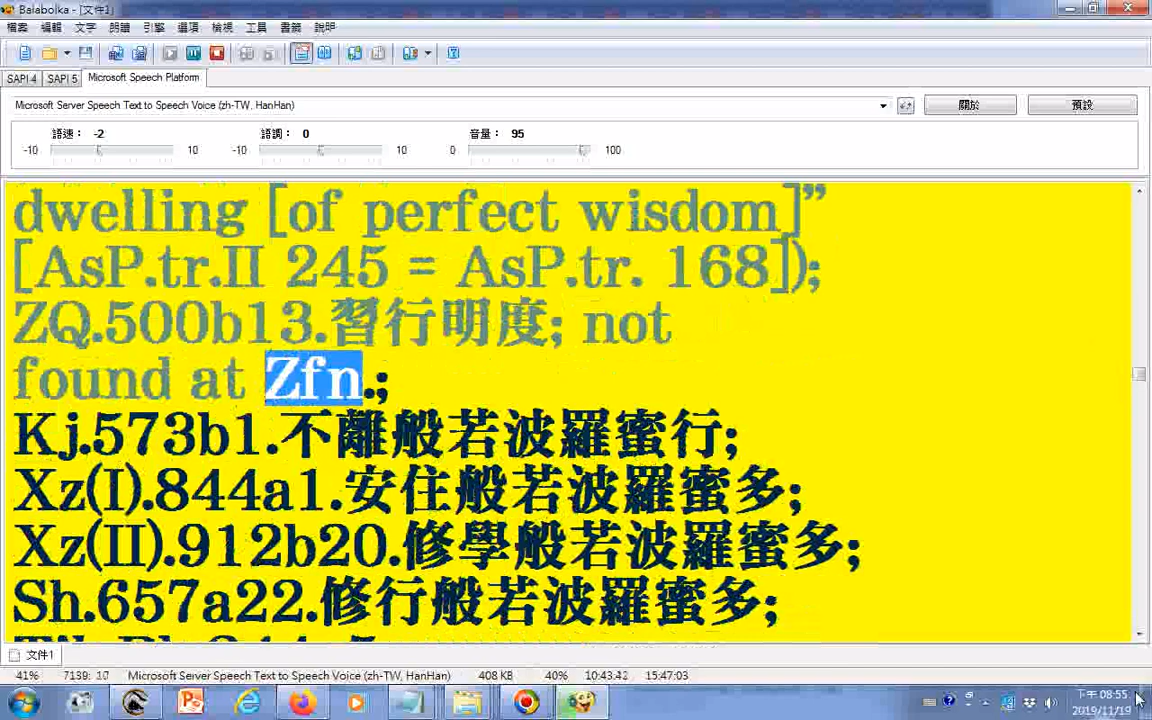 Balabolka - [文件1]
檔案 編輯 文字 朗讀 引擎 選項 檢視 工具 書籤 說明
SAPI 4 SAPI 5 Microsoft Speech Platform
Microsoft Server Speech Text to Speech Voice (zh-TW, HanHan) 關於 預設
語速： -2 語調： 0 音量： 95
-10 10 -10 10 0 100
dwelling [of perfect wisdom]”
[AsP.tr.II 245 = AsP.tr. 168]);
ZQ.500b13.習行明度; not
found at Zfn.;
Kj.573b1.不離般若波羅蜜行;
Xz(I).844a1.安住般若波羅蜜多;
Xz(II).912b20.修學般若波羅蜜多;
Sh.657a22.修行般若波羅蜜多;
文件1
41% 7139: 10 Microsoft Server Speech Text to Speech Voice (zh-TW, HanHan) 408 KB 40% 10:43.42 15:47:03
下午 08:55
2019/11/19